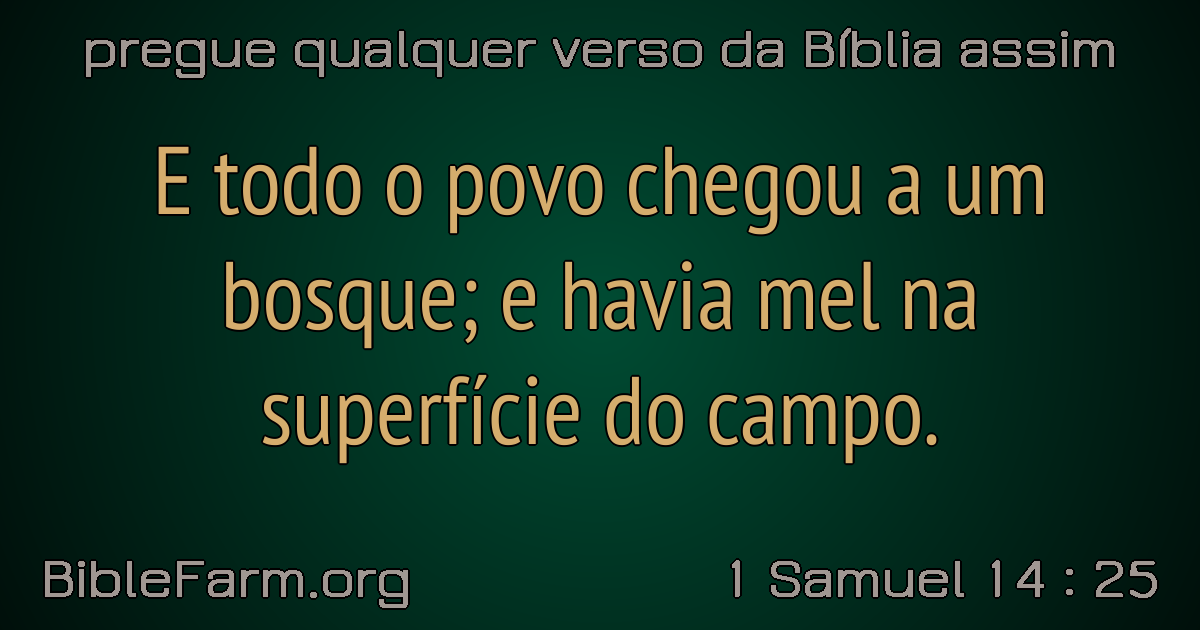 pregue qualquer verso da Bíblia assim
E todo o povo chegou a um
bosque; e havia mel na
superfície do campo.
BibleFarm.org
1 Samuel 14 : 25